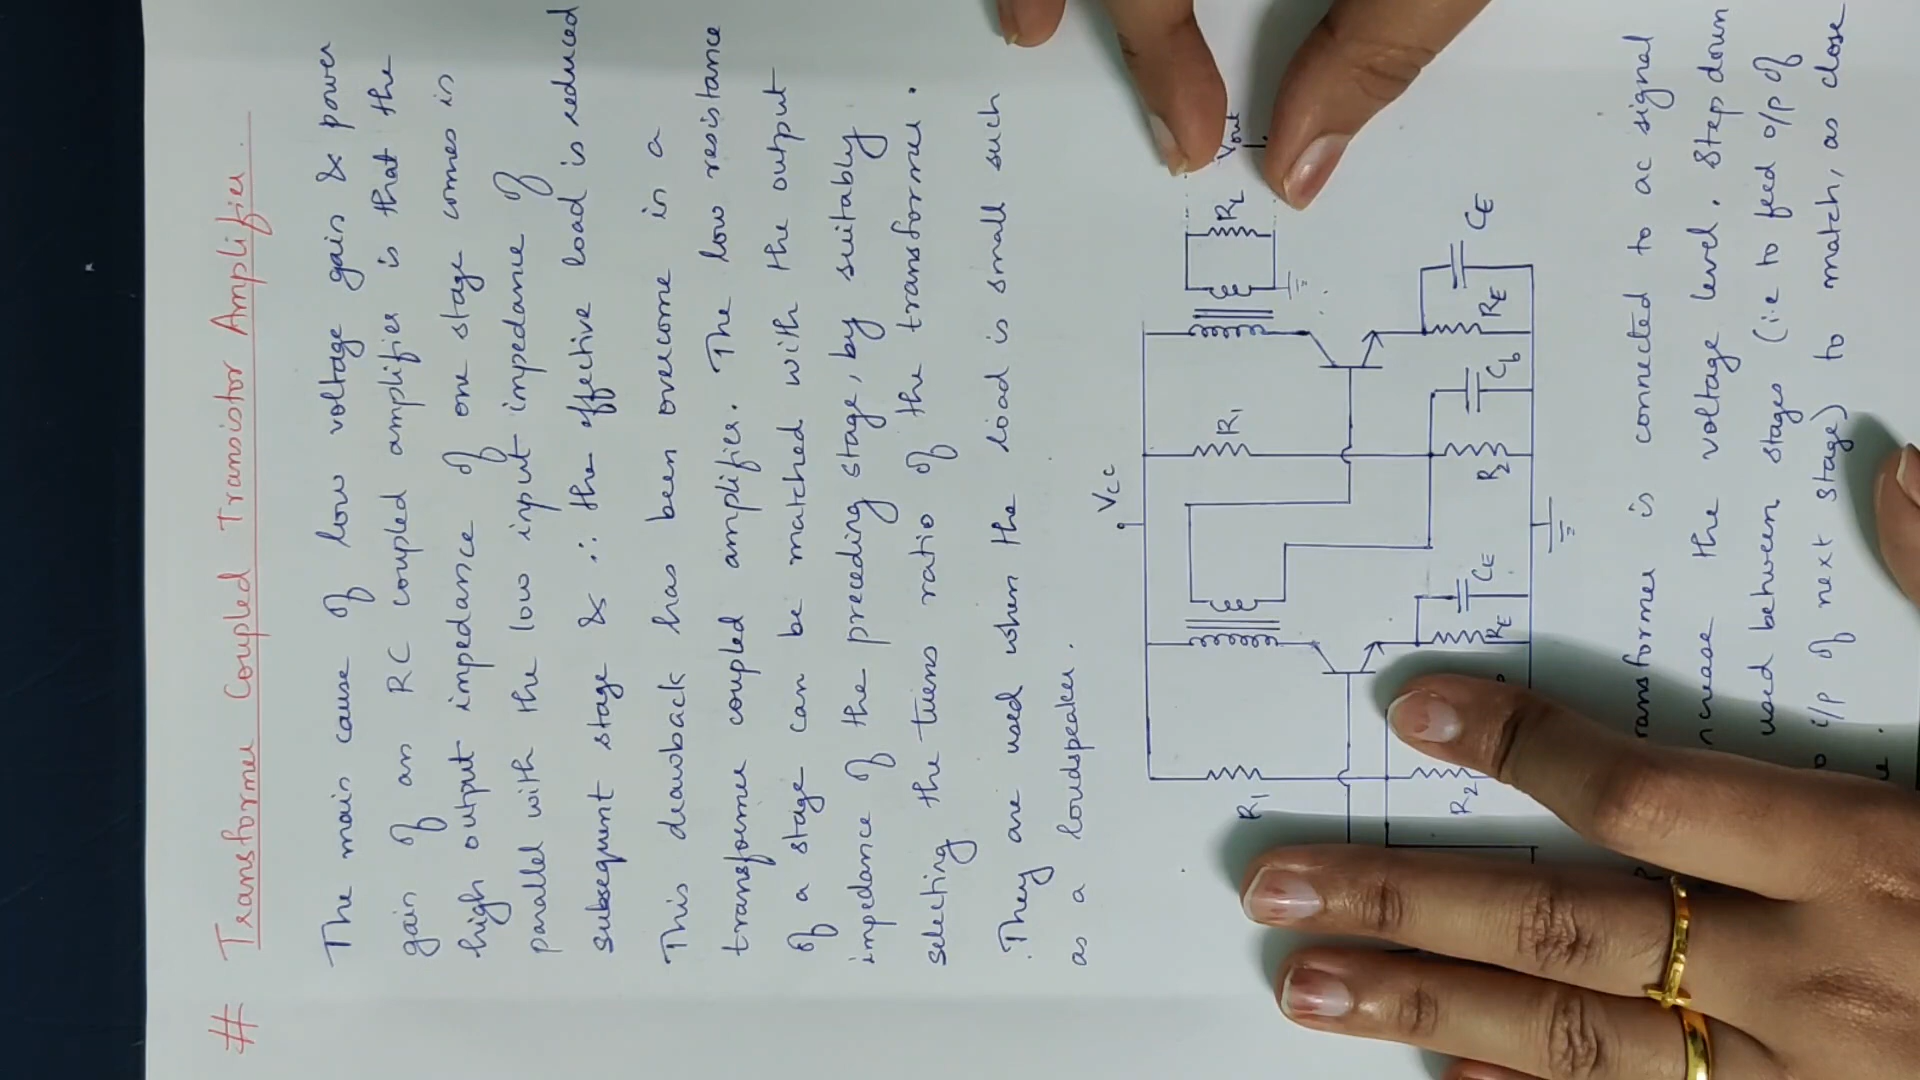 # Transformer Coupled Transistor Amplifier.
The main cause of low voltage gain & power
gain of an RC coupled amplifier is that the
high output impedance of one stage comes in
parallel with the low input impedance of
subsequent stage & ∴ the effective load is reduced
This drawback has been overcome in a
transformer coupled amplifier. The low resistance
of a stage can be matched with the output
impedance of the preceding stage, by suitably
selecting the turns ratio of the transformer.
. They are used when the load is small such
as a loudspeaker.
Vcc
R1
R1
RL
Vout
R2
RE
CE
R2
Cb
RE
CE
ransformer is connected to ac signal
ncrease the voltage level. Step down
used between stages (i.e to feed o/p of
o i/p of next stage) to match, as close